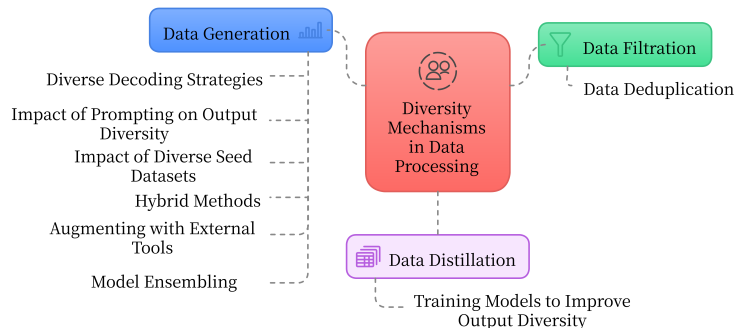 Data Generation
Diverse Decoding Strategies
Impact of Prompting on Output
Diversity
Impact of Diverse Seed
Datasets
Hybrid Methods
Augmenting with External
Tools
Model Ensembling
Diversity
Mechanisms
in Data
Processing
Data Filtration
Data Deduplication
Data Distillation
Training Models to Improve
Output Diversity